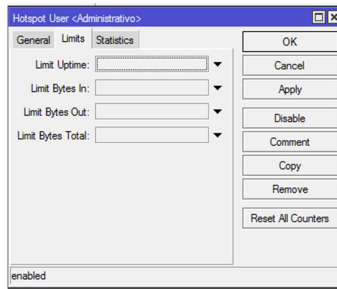 Hotspot User <Administrativo>
General Limits Statistics
Limit Uptime:
Limit Bytes In:
Limit Bytes Out:
Limit Bytes Total:
OK
Cancel
Apply
Disable
Comment
Copy
Remove
Reset All Counters
enabled